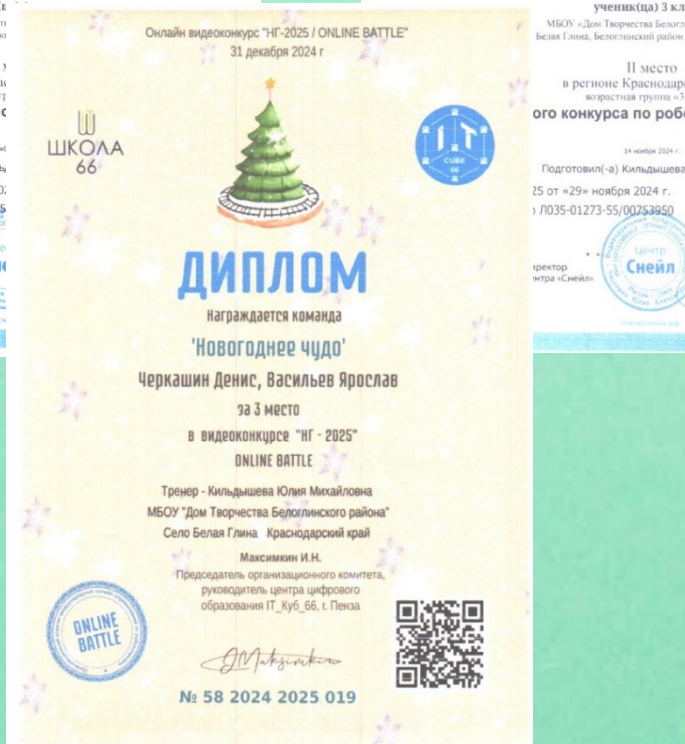 Онлайн видеоконкурс "НГ-2025 / ONLINE BATTLE"
31 декабря 2024 г
ШКОЛА
66
IT
CUBE
66
ДИПЛОМ
Награждается команда
'Новогоднее чудо'
Черкашин Денис, Васильев Ярослав
за 3 место
в видеоконкурсе "НГ - 2025"
ONLINE BATTLE
Тренер - Кильдышева Юлия Михайловна
МБОУ "Дом Творчества Белоглинского района"
Село Белая Глина Краснодарский край
Максимкин И.Н.
Председатель организационного комитета,
руководитель центра цифрового
образования IT_Куб_66, г. Пенза
ONLINE
BATTLE
№ 58 2024 2025 019
ученик(ца) 3 кл
МБОУ «Дом Творчества Белогл
Белая Глина, Белоглинский район
II место
в регионе Краснодар
возрастная группа «3
ого конкурса по робо
14 ноября 2024 г.
Подготовил(-а) Кильдышева
25 от «29» ноября 2024 г.
Л035-01273-55/00753950
иректор
нтра «Снейл»
Центр
Снейл